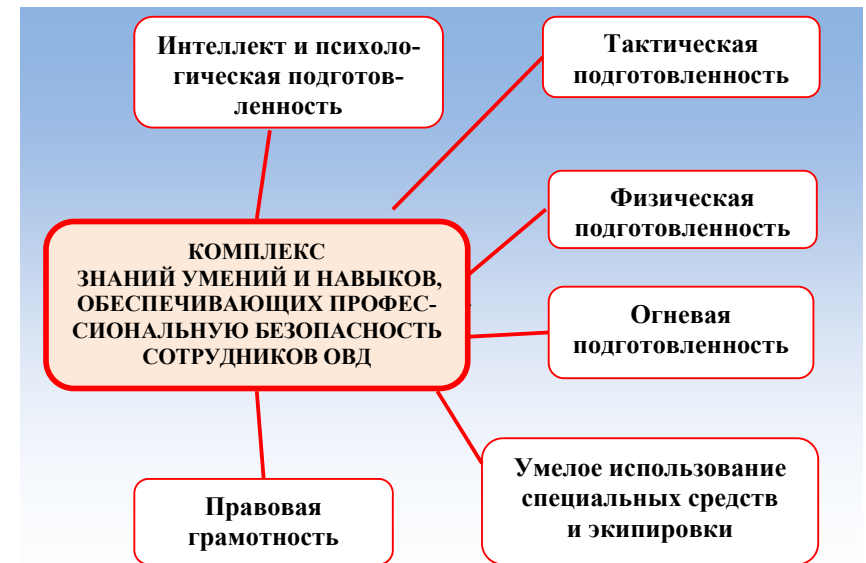 Интеллект и психоло-
гическая подготов-
ленность
Тактическая
подготовленность
Физическая
подготовленность
КОМПЛЕКС
ЗНАНИЙ УМЕНИЙ И НАВЫКОВ,
ОБЕСПЕЧИВАЮЩИХ ПРОФЕС-
СИОНАЛЬНУЮ БЕЗОПАСНОСТЬ
СОТРУДНИКОВ ОВД
Огневая
подготовленность
Умелое использование
специальных средств
и экипировки
Правовая
грамотность